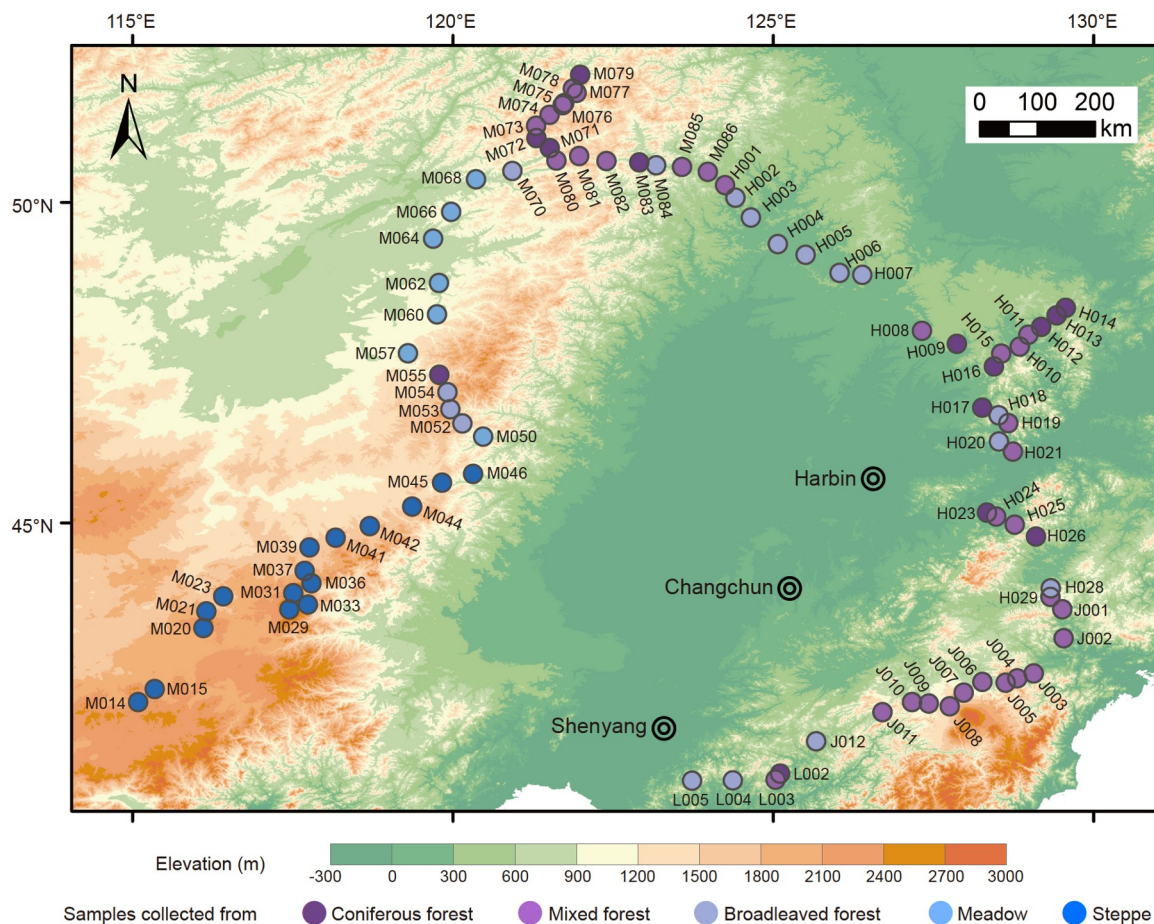 115°E 120°E 125°E 130°E
N
0 100 200
km
50°N
45°N
M078
M079
M075
M077
M074
M076
M073
M071
M072
M085
M086
M068
M070
M080
M081
M082
M083
M084
H001
H002
H003
M066
M064
H004
H005
H006
H007
M062
M060
M057
M055
M054
M053
M052
M050
M046
M045
M044
M042
M041
M039
M037
M036
M031
M033
M029
M023
M021
M020
M015
M014
H008
H009
H015
H011
H014
H013
H012
H010
H016
H017
H018
H019
H020
H021
Harbin
H023
H024
H025
H026
Changchun
H028
H029
J001
J002
J006
J004
J003
J007
J005
J009
J010
J008
J011
Shenyang
J012
L002
L005 L004 L003
Elevation (m)
-300 0 300 600 900 1200 1500 1800 2100 2400 2700 3000
Samples collected from Coniferous forest Mixed forest Broadleaved forest Meadow Steppe